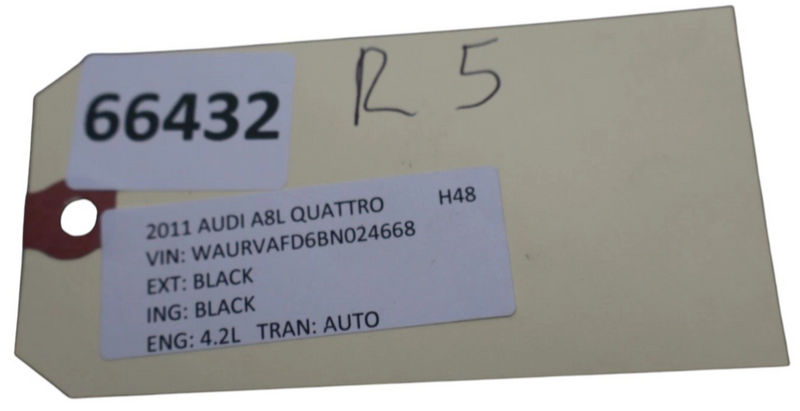 66432
R 5
2011 AUDI A8L QUATTRO H48
VIN: WAURVAFD6BN024668
EXT: BLACK
ING: BLACK
ENG: 4.2L TRAN: AUTO